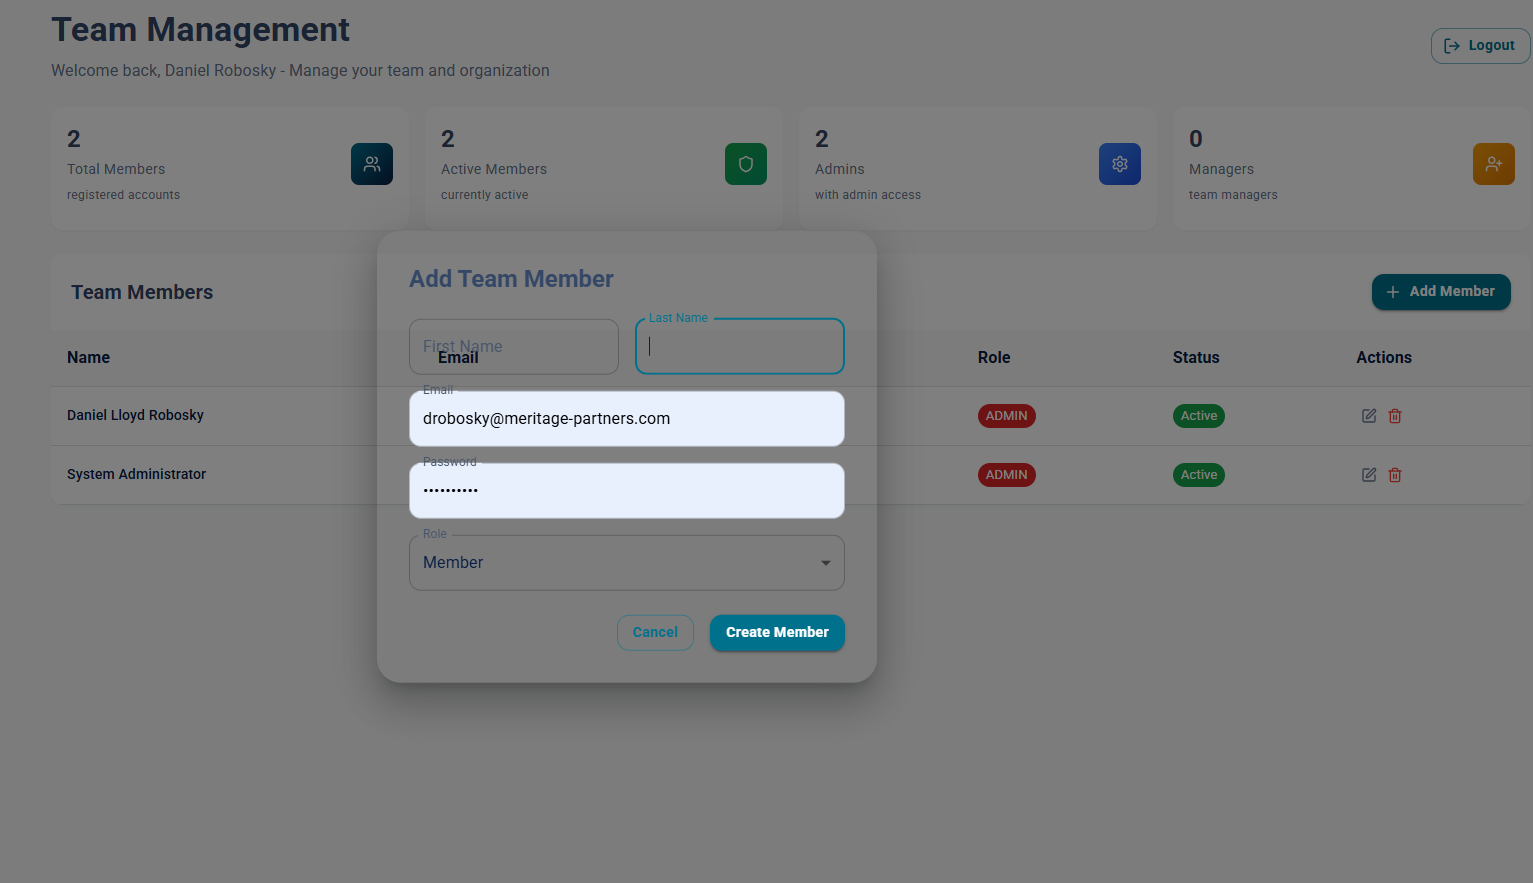 Team Management
Welcome back, Daniel Robosky - Manage your team and organization
Logout
2
Total Members
registered accounts
2
Active Members
currently active
2
Admins
with admin access
0
Managers
team managers
Team Members
Add Member
Name
Email
Role
Status
Actions
Daniel Lloyd Robosky
ADMIN
Active
System Administrator
ADMIN
Active
Add Team Member
First Name
Last Name
Email
drobosky@meritage-partners.com
Password
••••••••••
Role
Member
Cancel
Create Member